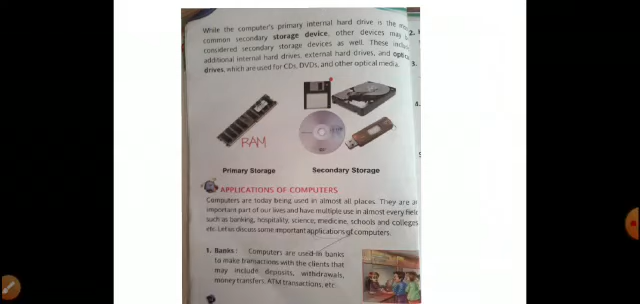 While the computer's primary internal hard drive is the
common secondary storage device, other devices may
considered secondary storage devices as well. These
additional internal hard drives, external hard drives, and
drives, which are used for CDs, DVDs, and other optical media.
RAM
Primary Storage
Secondary Storage
APPLICATIONS OF COMPUTERS
Computers are today being used in almost all places. They are
important part of our lives and have multiple use in almost every field
such as banking, hospitality, science, medicine, schools and colleges
etc. Let us discuss some important applications of computers.
1. Banks : Computers are used in banks
to make transactions with the clients that
may include deposits, withdrawals,
money transfers, ATM transactions, etc.
2.
3.
4.